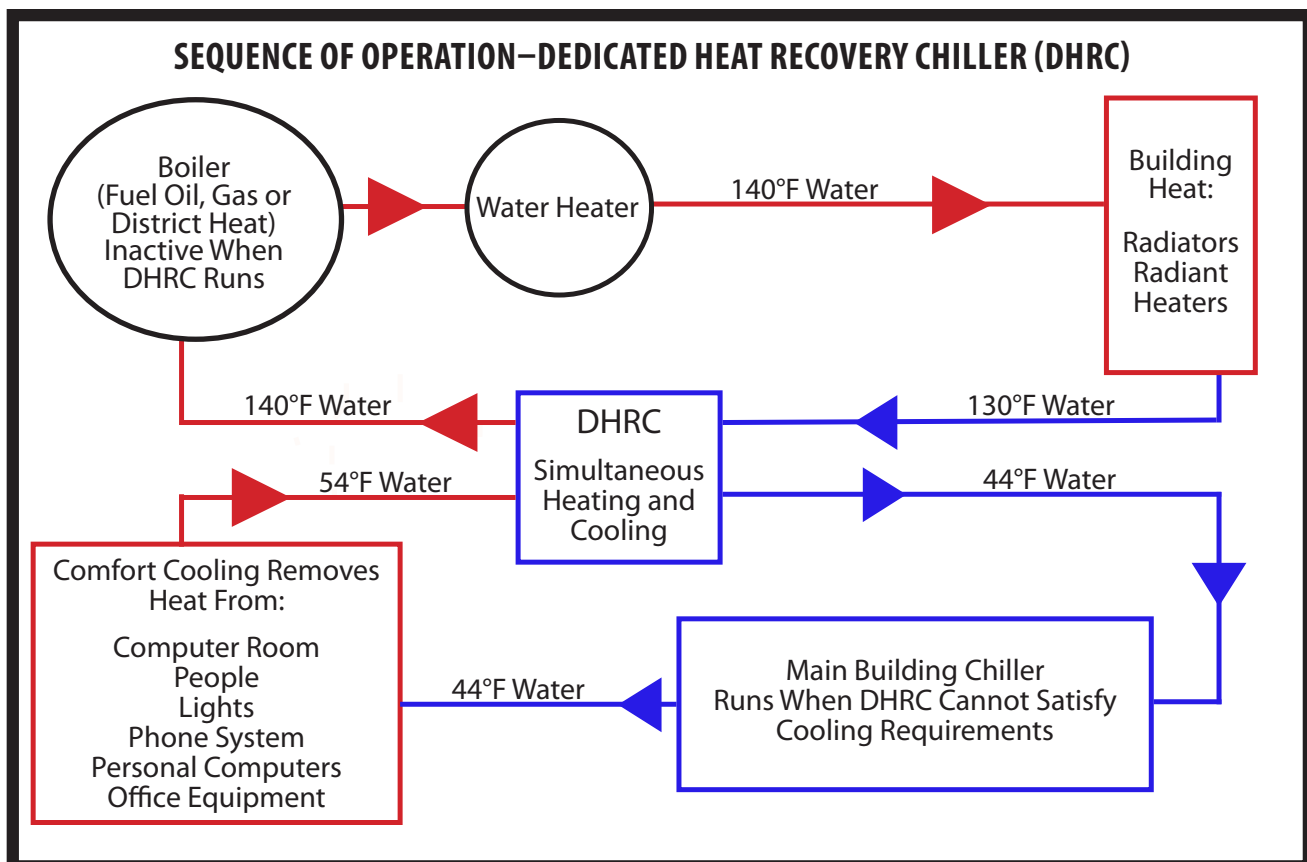 SEQUENCE OF OPERATION–DEDICATED HEAT RECOVERY CHILLER (DHRC)
Boiler
(Fuel Oil, Gas or
District Heat)
Inactive When
DHRC Runs
Water Heater
140°F Water
Building
Heat:
Radiators
Radiant
Heaters
140°F Water
DHRC
Simultaneous
Heating and
Cooling
130°F Water
54°F Water
44°F Water
Comfort Cooling Removes
Heat From:
Computer Room
People
Lights
Phone System
Personal Computers
Office Equipment
44°F Water
Main Building Chiller
Runs When DHRC Cannot Satisfy
Cooling Requirements